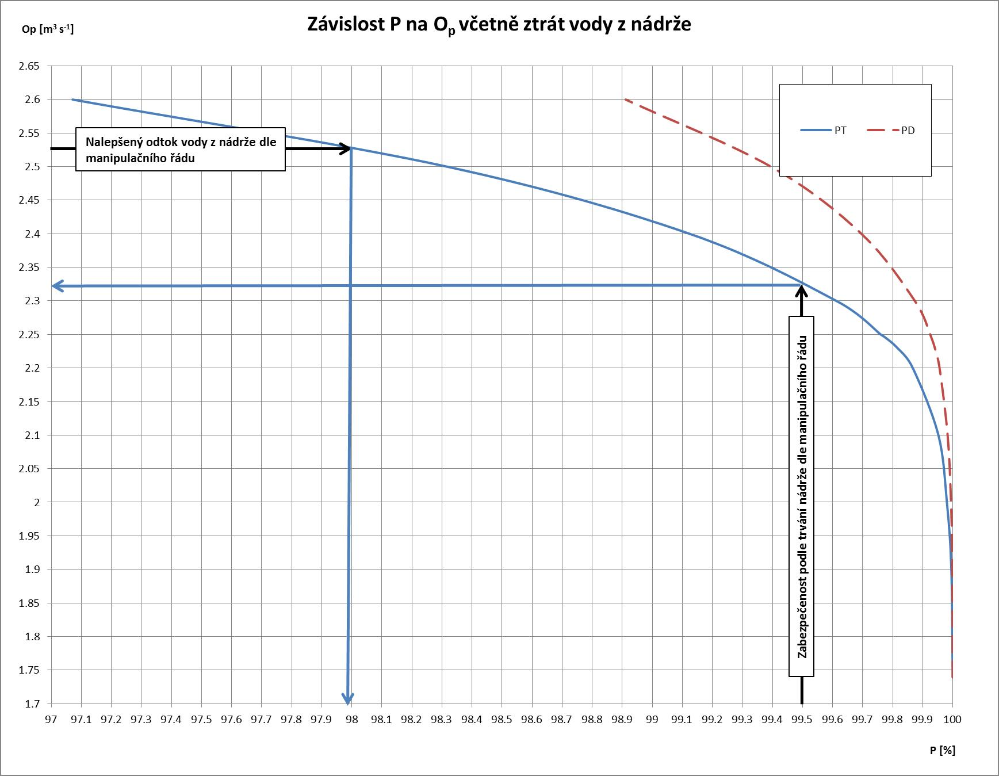 Závislost P na Op včetně ztrát vody z nádrže
Op [m³ s⁻¹]
2.65
2.6
2.55
2.5
2.45
2.4
2.35
2.3
2.25
2.2
2.15
2.1
2.05
2
1.95
1.9
1.85
1.8
1.75
1.7
PT PD
Nalepšený odtok vody z nádrže dle
manipulačního řádu
Zabezpečenost podle trvání nádrže dle manipulačního řádu
97 97.1 97.2 97.3 97.4 97.5 97.6 97.7 97.8 97.9 98 98.1 98.2 98.3 98.4 98.5 98.6 98.7 98.8 98.9 99 99.1 99.2 99.3 99.4 99.5 99.6 99.7 99.8 99.9 100
P [%]